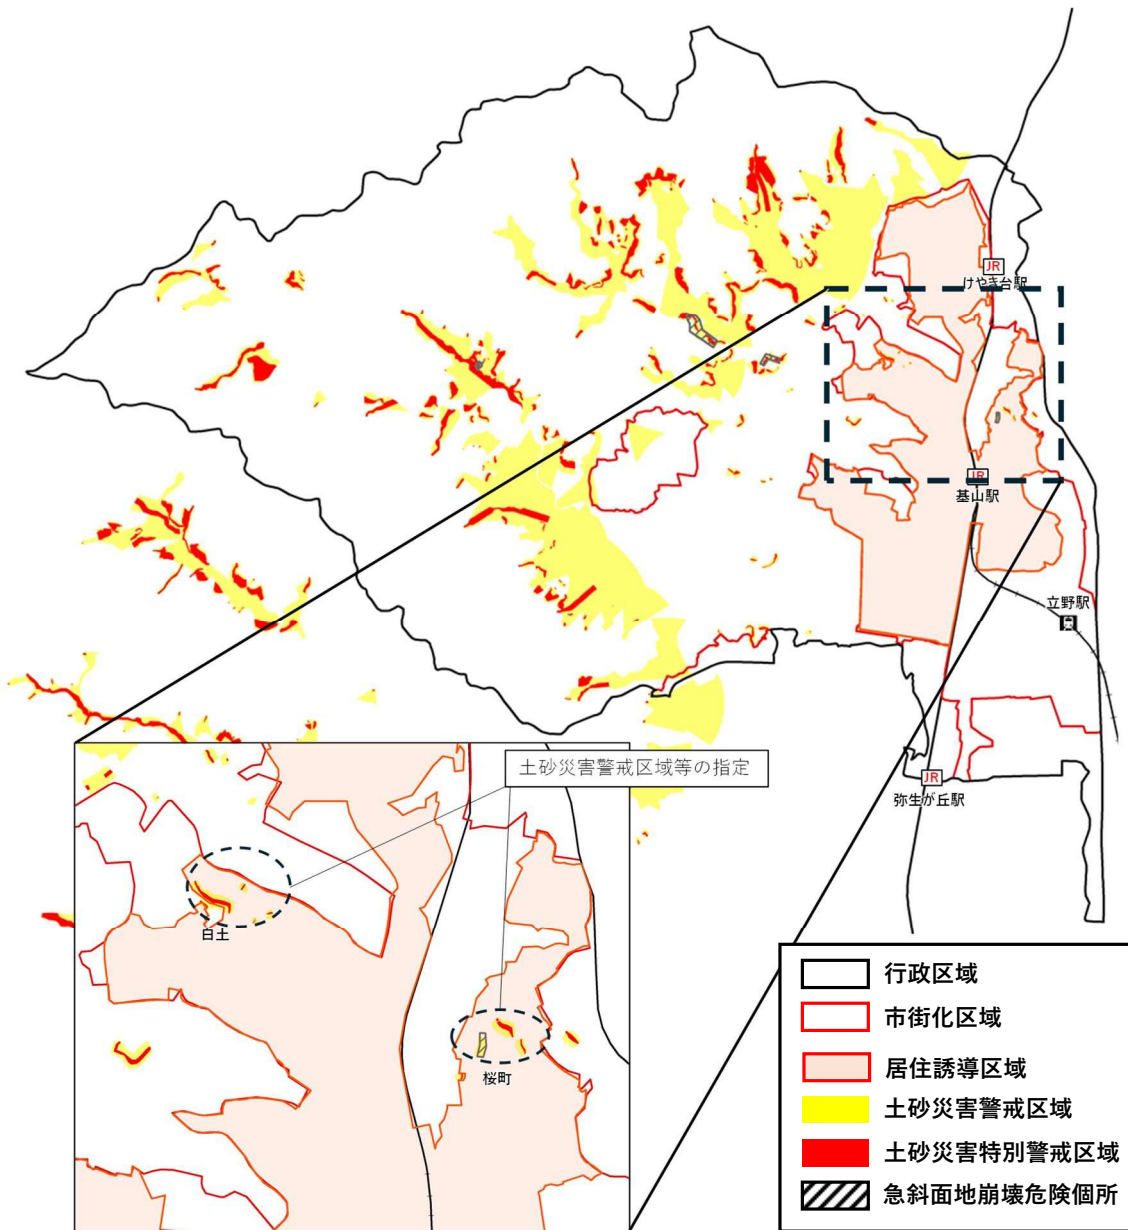 JR
けやき台駅
JR
基山駅
立野駅
JR
弥生が丘駅
土砂災害警戒区域等の指定
白土
桜町
行政区域
市街化区域
居住誘導区域
土砂災害警戒区域
土砂災害特別警戒区域
急斜面地崩壊危険個所